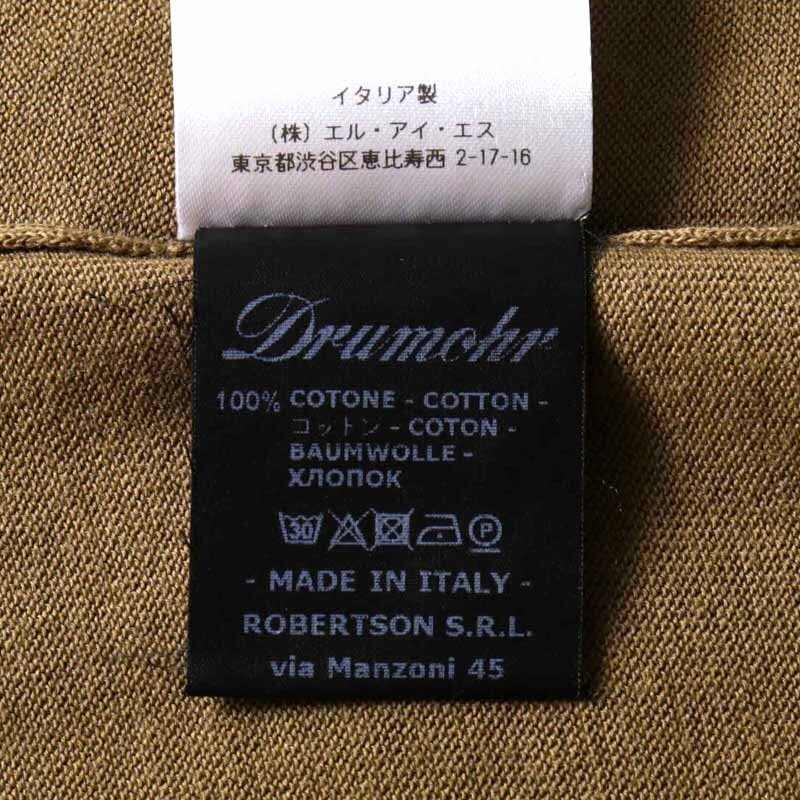 イタリア製
(株) エル・アイ・エス
東京都渋谷区恵比寿西 2-17-16
Drumohr
100% COTONE - COTTON -
コットン - COTON -
BAUMWOLLE -
ХЛОПОК
30 P
- MADE IN ITALY -
ROBERTSON S.R.L.
via Manzoni 45